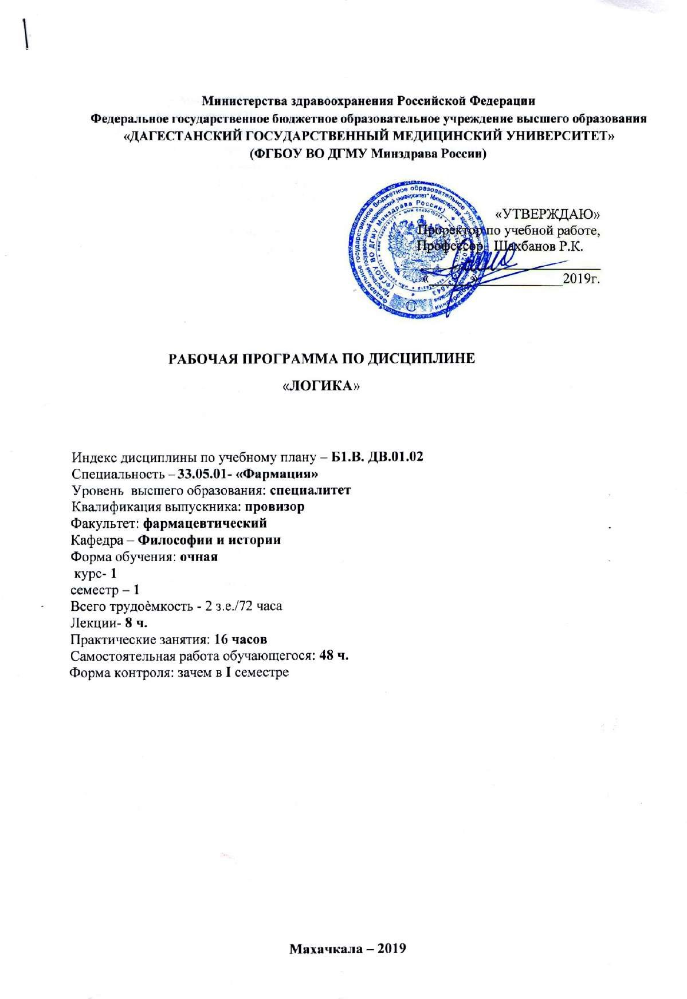 Министерства здравоохранения Российской Федерации
Федеральное государственное бюджетное образовательное учреждение высшего образования
«ДАГЕСТАНСКИЙ ГОСУДАРСТВЕННЫЙ МЕДИЦИНСКИЙ УНИВЕРСИТЕТ»
(ФГБОУ ВО ДГМУ Минздрава России)
«УТВЕРЖДАЮ»
Проректор по учебной работе,
Профессор Шахбанов Р.К.
«______»____________2019г.
РАБОЧАЯ ПРОГРАММА ПО ДИСЦИПЛИНЕ
«ЛОГИКА»
Индекс дисциплины по учебному плану – Б1.В. ДВ.01.02
Специальность – 33.05.01- «Фармация»
Уровень высшего образования: специалитет
Квалификация выпускника: провизор
Факультет: фармацевтический
Кафедра – Философии и истории
Форма обучения: очная
курс- 1
семестр – 1
Всего трудоѐмкость - 2 з.е./72 часа
Лекции- 8 ч.
Практические занятия: 16 часов
Самостоятельная работа обучающегося: 48 ч.
Форма контроля: зачем в I семестре
Махачкала – 2019